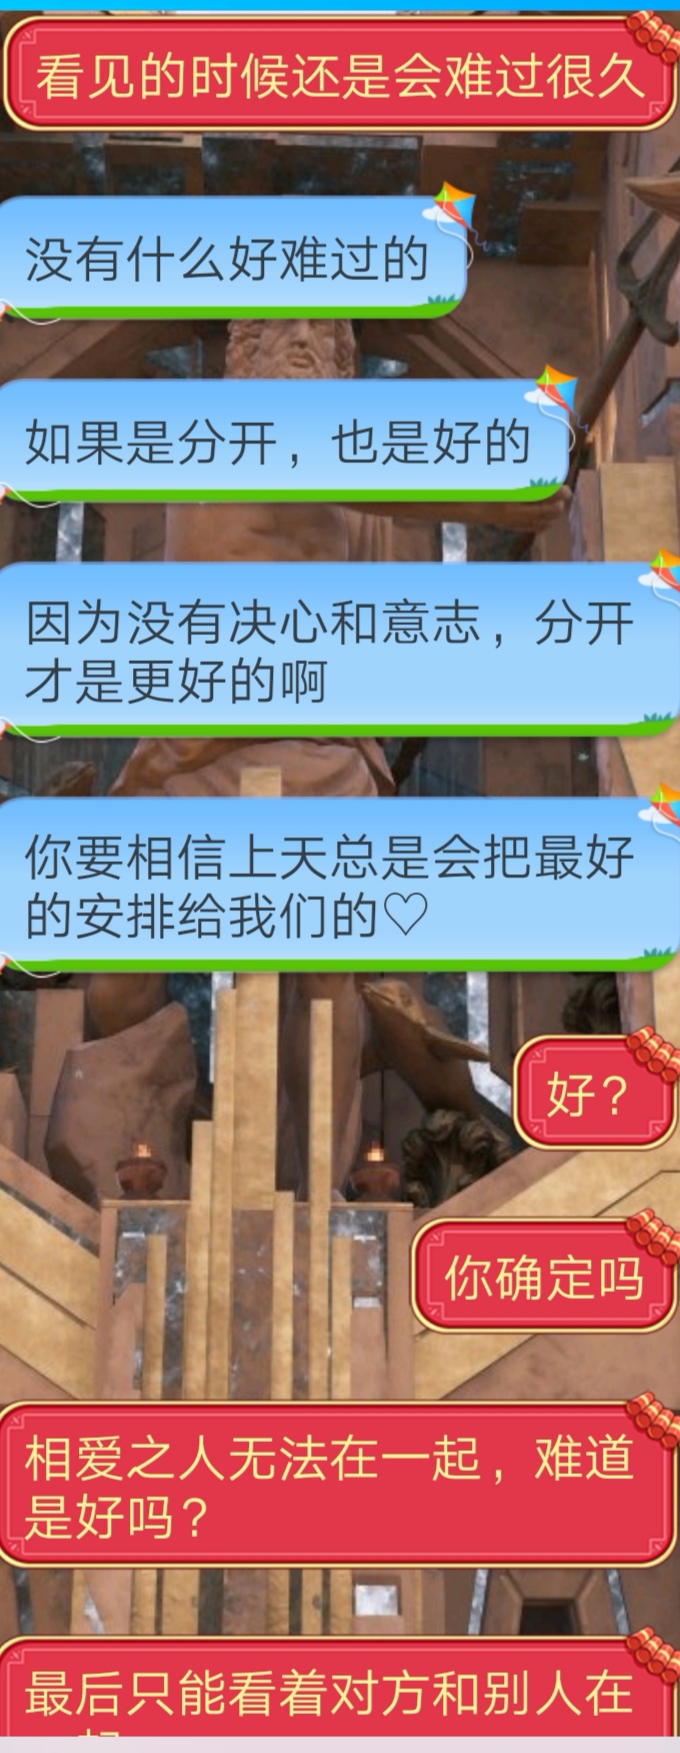 看见的时候还是会难过很久
没有什么好难过的
如果是分开，也是好的
因为没有决心和意志，分开
才是更好的啊
你要相信上天总是会把最好
的安排给我们的♡
好？
你确定吗
相爱之人无法在一起，难道
是好吗？
最后只能看着对方和别人在